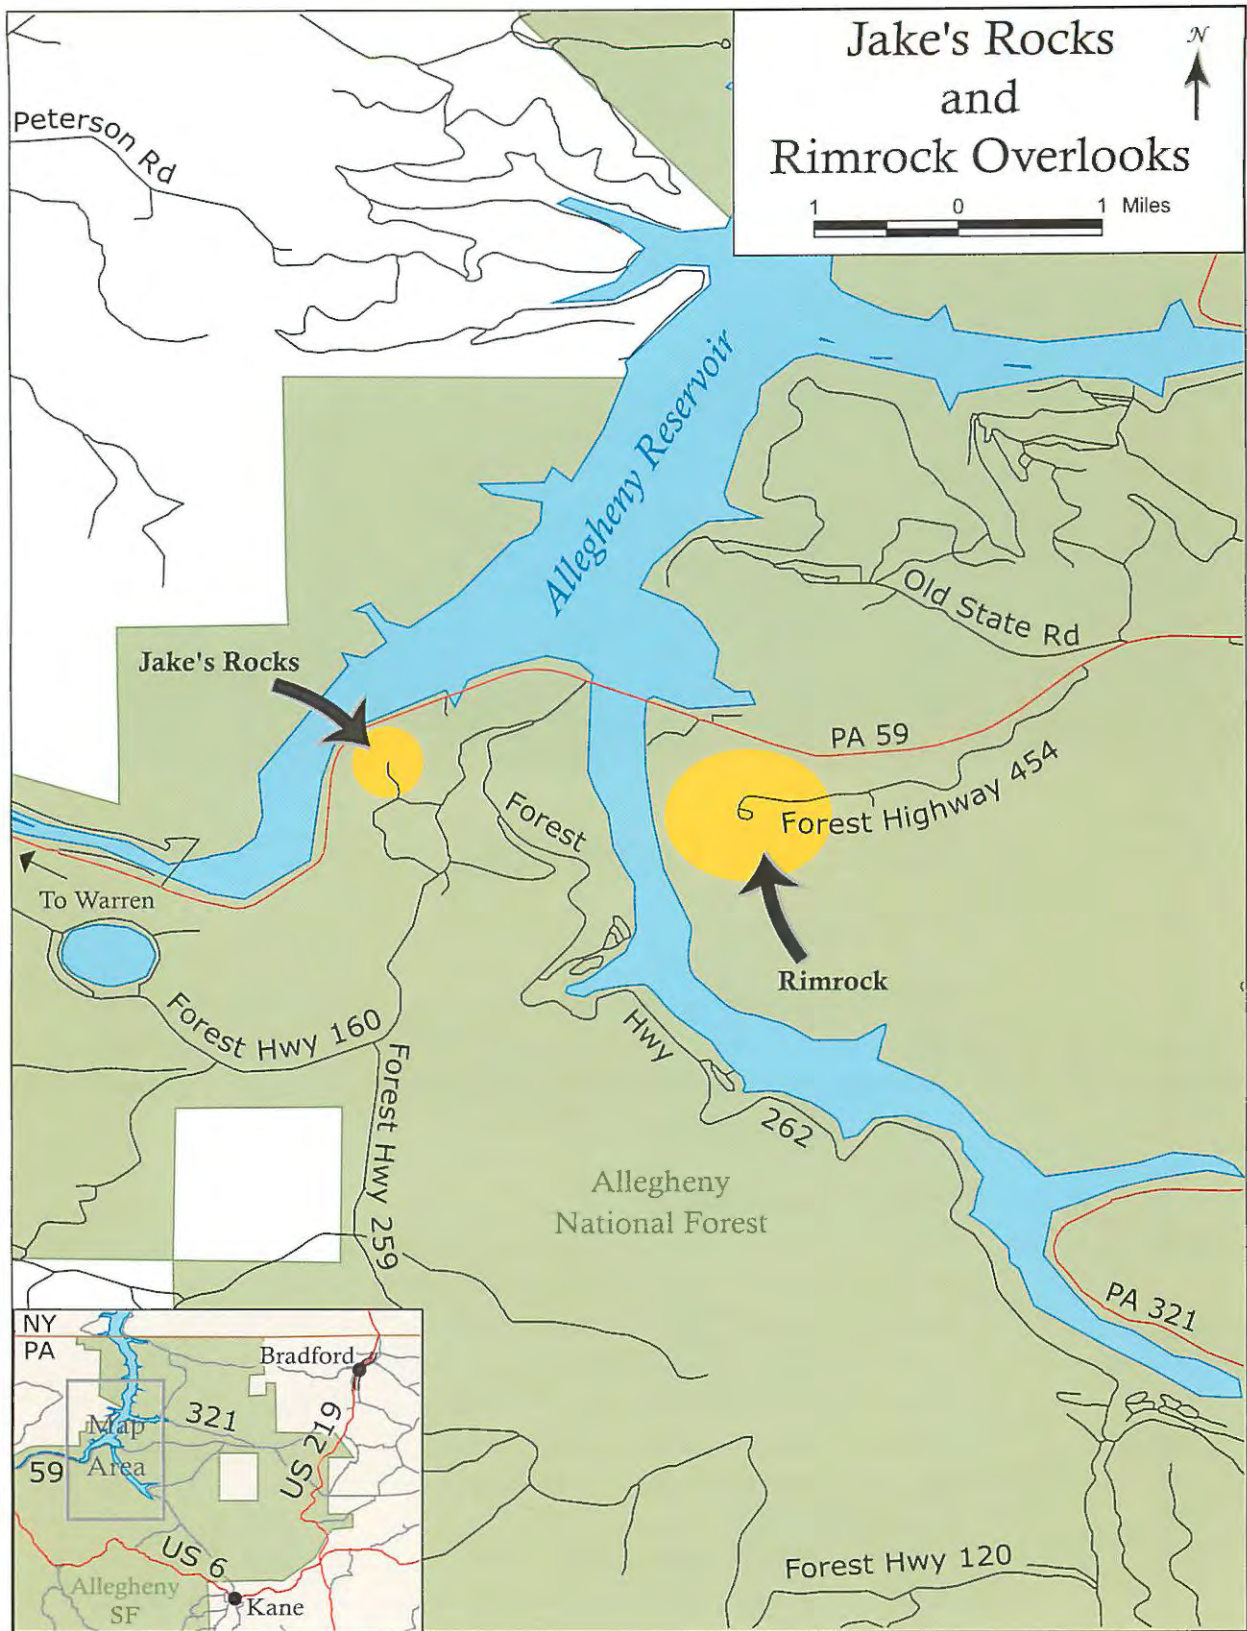 Jake's Rocks
and
Rimrock Overlooks
N
1 0 1 Miles
Peterson Rd
Allegheny Reservoir
Old State Rd
Jake's Rocks
PA 59
Forest Highway 454
Forest
To Warren
Rimrock
Forest Hwy 160
Hwy
Forest Hwy 259
262
Allegheny
National Forest
PA 321
NY
PA
Bradford
321
Map
Area
59
US 219
US 6
Allegheny
SF
Kane
Forest Hwy 120